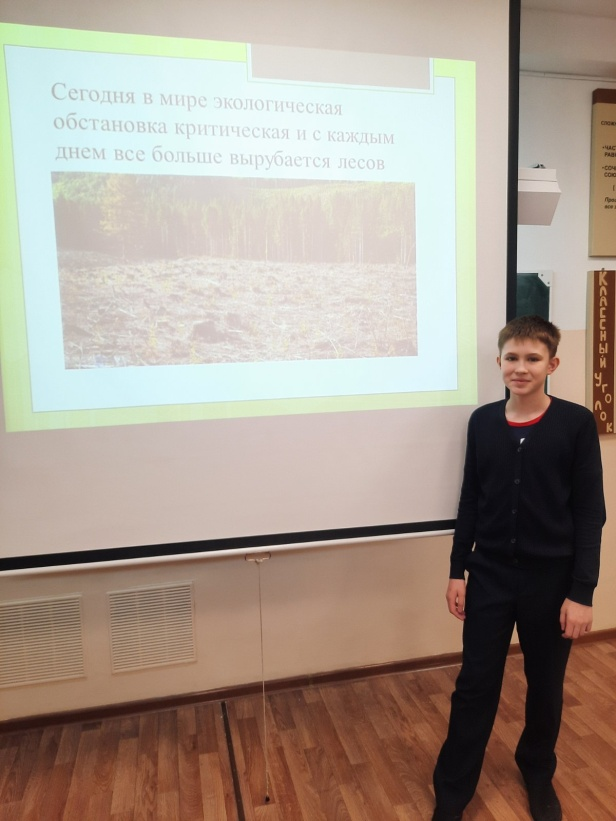 Сегодня в мире экологическая
обстановка критическая и с каждым
днем все больше вырубается лесов
КЛАССНЫЙ УГОЛОК